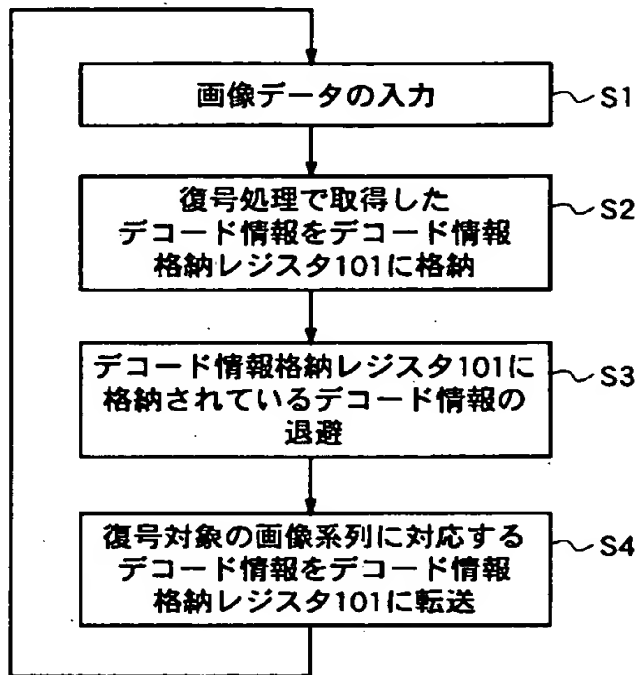 画像データの入力
S1
復号処理で取得した
デコード情報をデコード情報
格納レジスタ101に格納
S2
デコード情報格納レジスタ101に
格納されているデコード情報の
退避
S3
復号対象の画像系列に対応する
デコード情報をデコード情報
格納レジスタ101に転送
S4